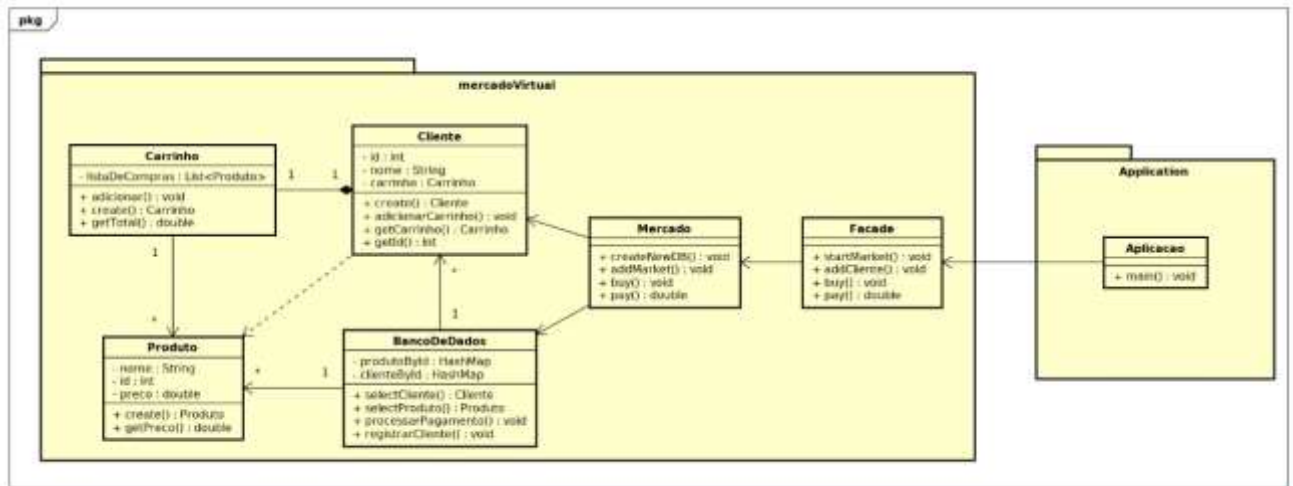 pkg
mercadoVirtual
Carrinho
- listaDeCompras : List<Produto>
+ adicionar() : void
+ create() : Carrinho
+ getTotal() : double
1
1
Cliente
- id : int
- nome : String
- carrinho : Carrinho
+ create() : Cliente
+ adicionarCarrinho() : void
+ getCarrinho() : Carrinho
+ getId() : int
Mercado
+ createNewDB() : void
+ addMarket() : void
+ buy() : void
+ pay() : double
Facade
+ startMarket() : void
+ addCliente() : void
+ buy() : void
+ pay() : double
Application
Aplicacao
+ main() : void
1
*
*
1
Produto
- nome : String
- id : int
- preco : double
+ create() : Produto
+ getPreco() : double
*
1
BancoDeDados
- produtoById : HashMap
- clienteById : HashMap
+ selectCliente() : Cliente
+ selectProduto() : Produto
+ processarPagamento() : void
+ registrarCliente() : void